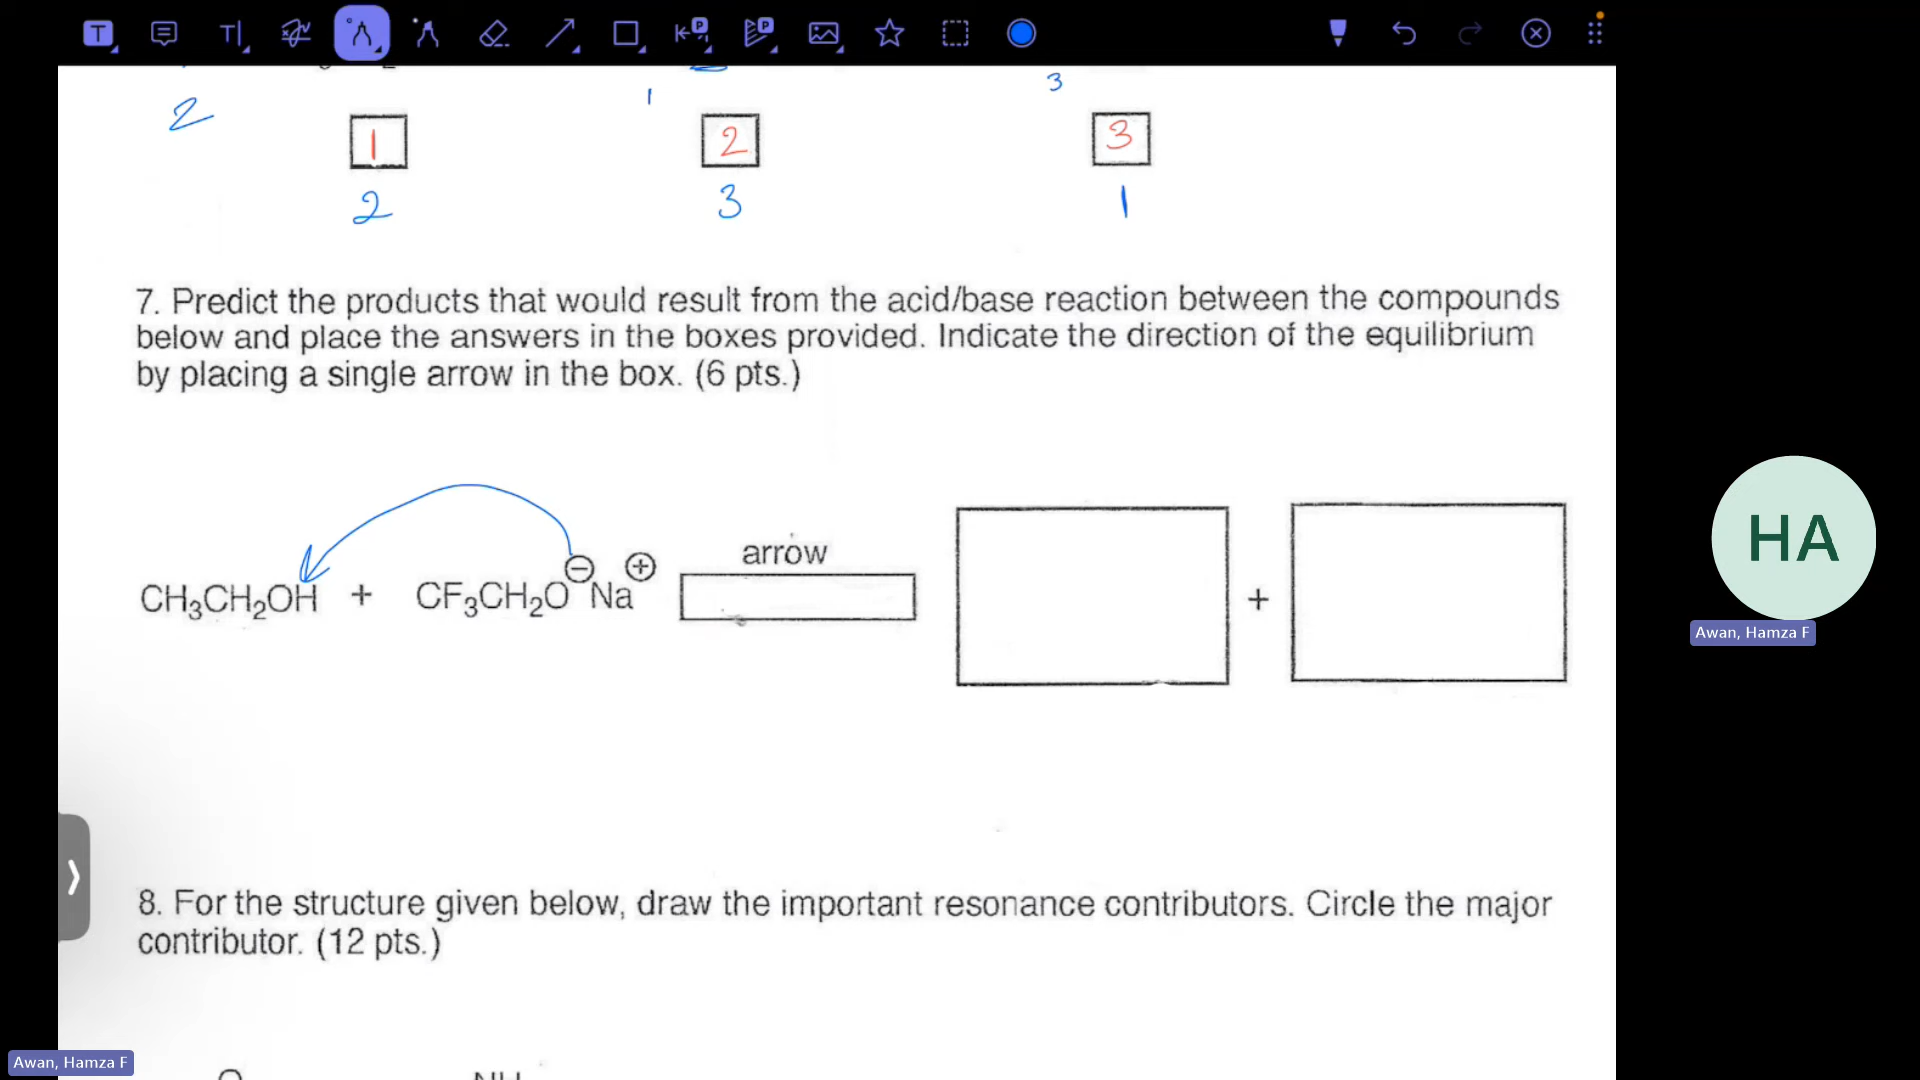 T T|
2 1 3
1 2 3
2 3 1
7. Predict the products that would result from the acid/base reaction between the compounds
below and place the answers in the boxes provided. Indicate the direction of the equilibrium
by placing a single arrow in the box. (6 pts.)
arrow
CH₃CH₂OH + CF₃CH₂O⊖Na⊕ +
HA
Awan, Hamza F
8. For the structure given below, draw the important resonance contributors. Circle the major
contributor. (12 pts.)
Awan, Hamza F